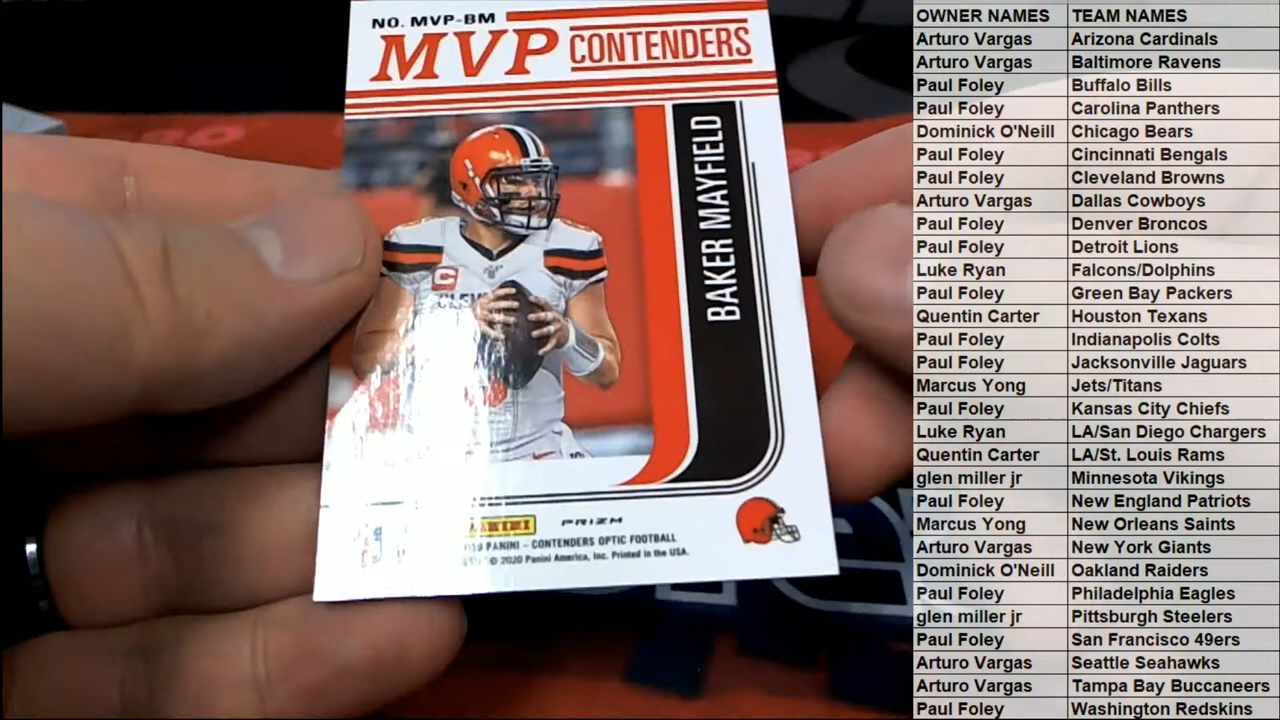 NO. MVP-BM
MVP CONTENDERS
BAKER MAYFIELD
C
PANINI PRIZM
PANINI - CONTENDERS OPTIC FOOTBALL
© 2020 Panini America, Inc. Printed in the USA.
OWNER NAMES TEAM NAMES
Arturo Vargas Arizona Cardinals
Arturo Vargas Baltimore Ravens
Paul Foley Buffalo Bills
Paul Foley Carolina Panthers
Dominick O'Neill Chicago Bears
Paul Foley Cincinnati Bengals
Paul Foley Cleveland Browns
Arturo Vargas Dallas Cowboys
Paul Foley Denver Broncos
Paul Foley Detroit Lions
Luke Ryan Falcons/Dolphins
Paul Foley Green Bay Packers
Quentin Carter Houston Texans
Paul Foley Indianapolis Colts
Paul Foley Jacksonville Jaguars
Marcus Yong Jets/Titans
Paul Foley Kansas City Chiefs
Luke Ryan LA/San Diego Chargers
Quentin Carter LA/St. Louis Rams
glen miller jr Minnesota Vikings
Paul Foley New England Patriots
Marcus Yong New Orleans Saints
Arturo Vargas New York Giants
Dominick O'Neill Oakland Raiders
Paul Foley Philadelphia Eagles
glen miller jr Pittsburgh Steelers
Paul Foley San Francisco 49ers
Arturo Vargas Seattle Seahawks
Arturo Vargas Tampa Bay Buccaneers
Paul Foley Washington Redskins